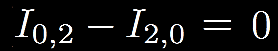 I_{0,2} − I_{2,0} = 0